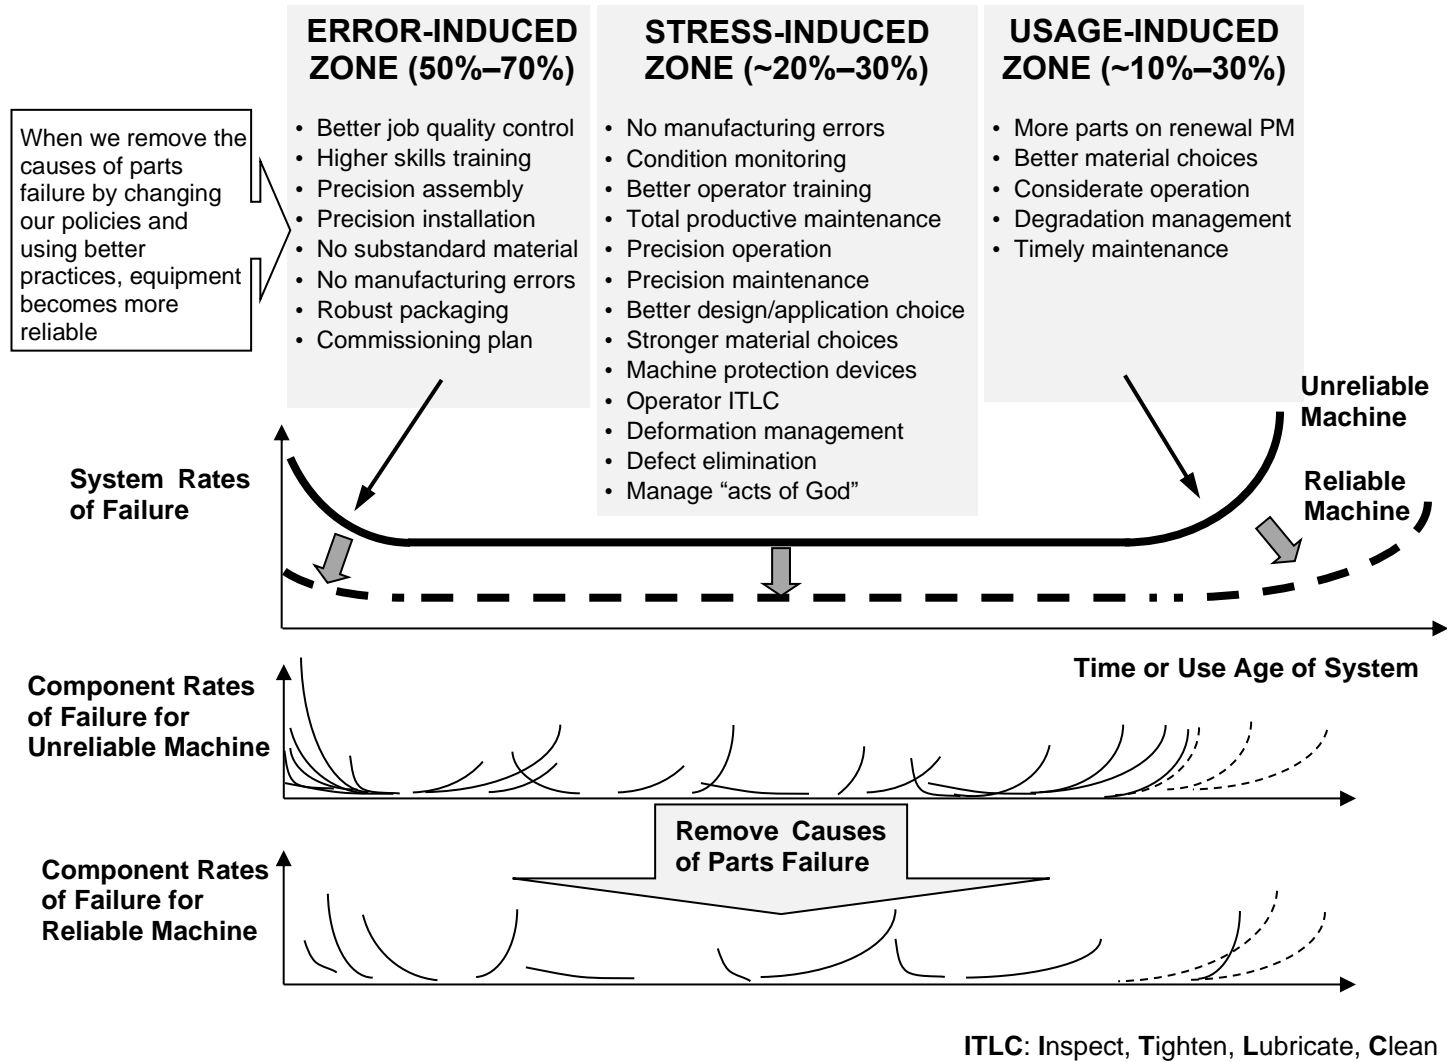 ERROR-INDUCED
ZONE (50%–70%)
• Better job quality control
• Higher skills training
• Precision assembly
• Precision installation
• No substandard material
• No manufacturing errors
• Robust packaging
• Commissioning plan
STRESS-INDUCED
ZONE (~20%–30%)
• No manufacturing errors
• Condition monitoring
• Better operator training
• Total productive maintenance
• Precision operation
• Precision maintenance
• Better design/application choice
• Stronger material choices
• Machine protection devices
• Operator ITLC
• Deformation management
• Defect elimination
• Manage “acts of God”
USAGE-INDUCED
ZONE (~10%–30%)
• More parts on renewal PM
• Better material choices
• Considerate operation
• Degradation management
• Timely maintenance
When we remove the
causes of parts
failure by changing
our policies and
using better
practices, equipment
becomes more
reliable
Unreliable
Machine
System Rates
of Failure
Reliable
Machine
Time or Use Age of System
Component Rates
of Failure for
Unreliable Machine
Remove Causes
of Parts Failure
Component Rates
of Failure for
Reliable Machine
ITLC: Inspect, Tighten, Lubricate, Clean